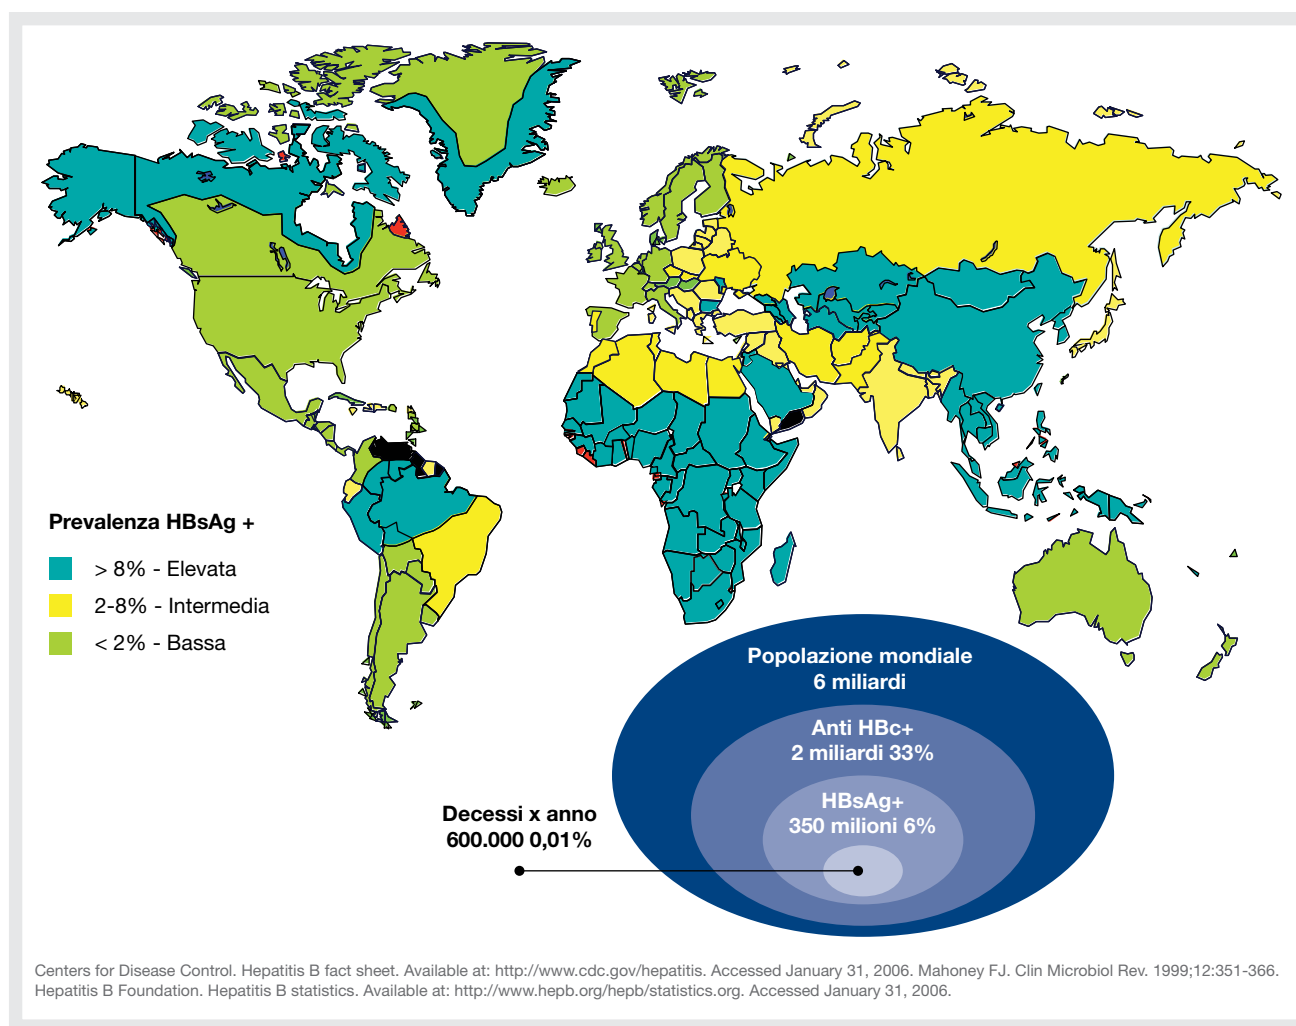 Prevalenza HBsAg +
> 8% - Elevata
2-8% - Intermedia
< 2% - Bassa
Popolazione mondiale
6 miliardi
Anti HBc+
2 miliardi 33%
HBsAg+
350 milioni 6%
Decessi x anno
600.000 0,01%
Centers for Disease Control. Hepatitis B fact sheet. Available at: http://www.cdc.gov/hepatitis. Accessed January 31, 2006. Mahoney FJ. Clin Microbiol Rev. 1999;12:351-366.
Hepatitis B Foundation. Hepatitis B statistics. Available at: http://www.hepb.org/hepb/statistics.org. Accessed January 31, 2006.